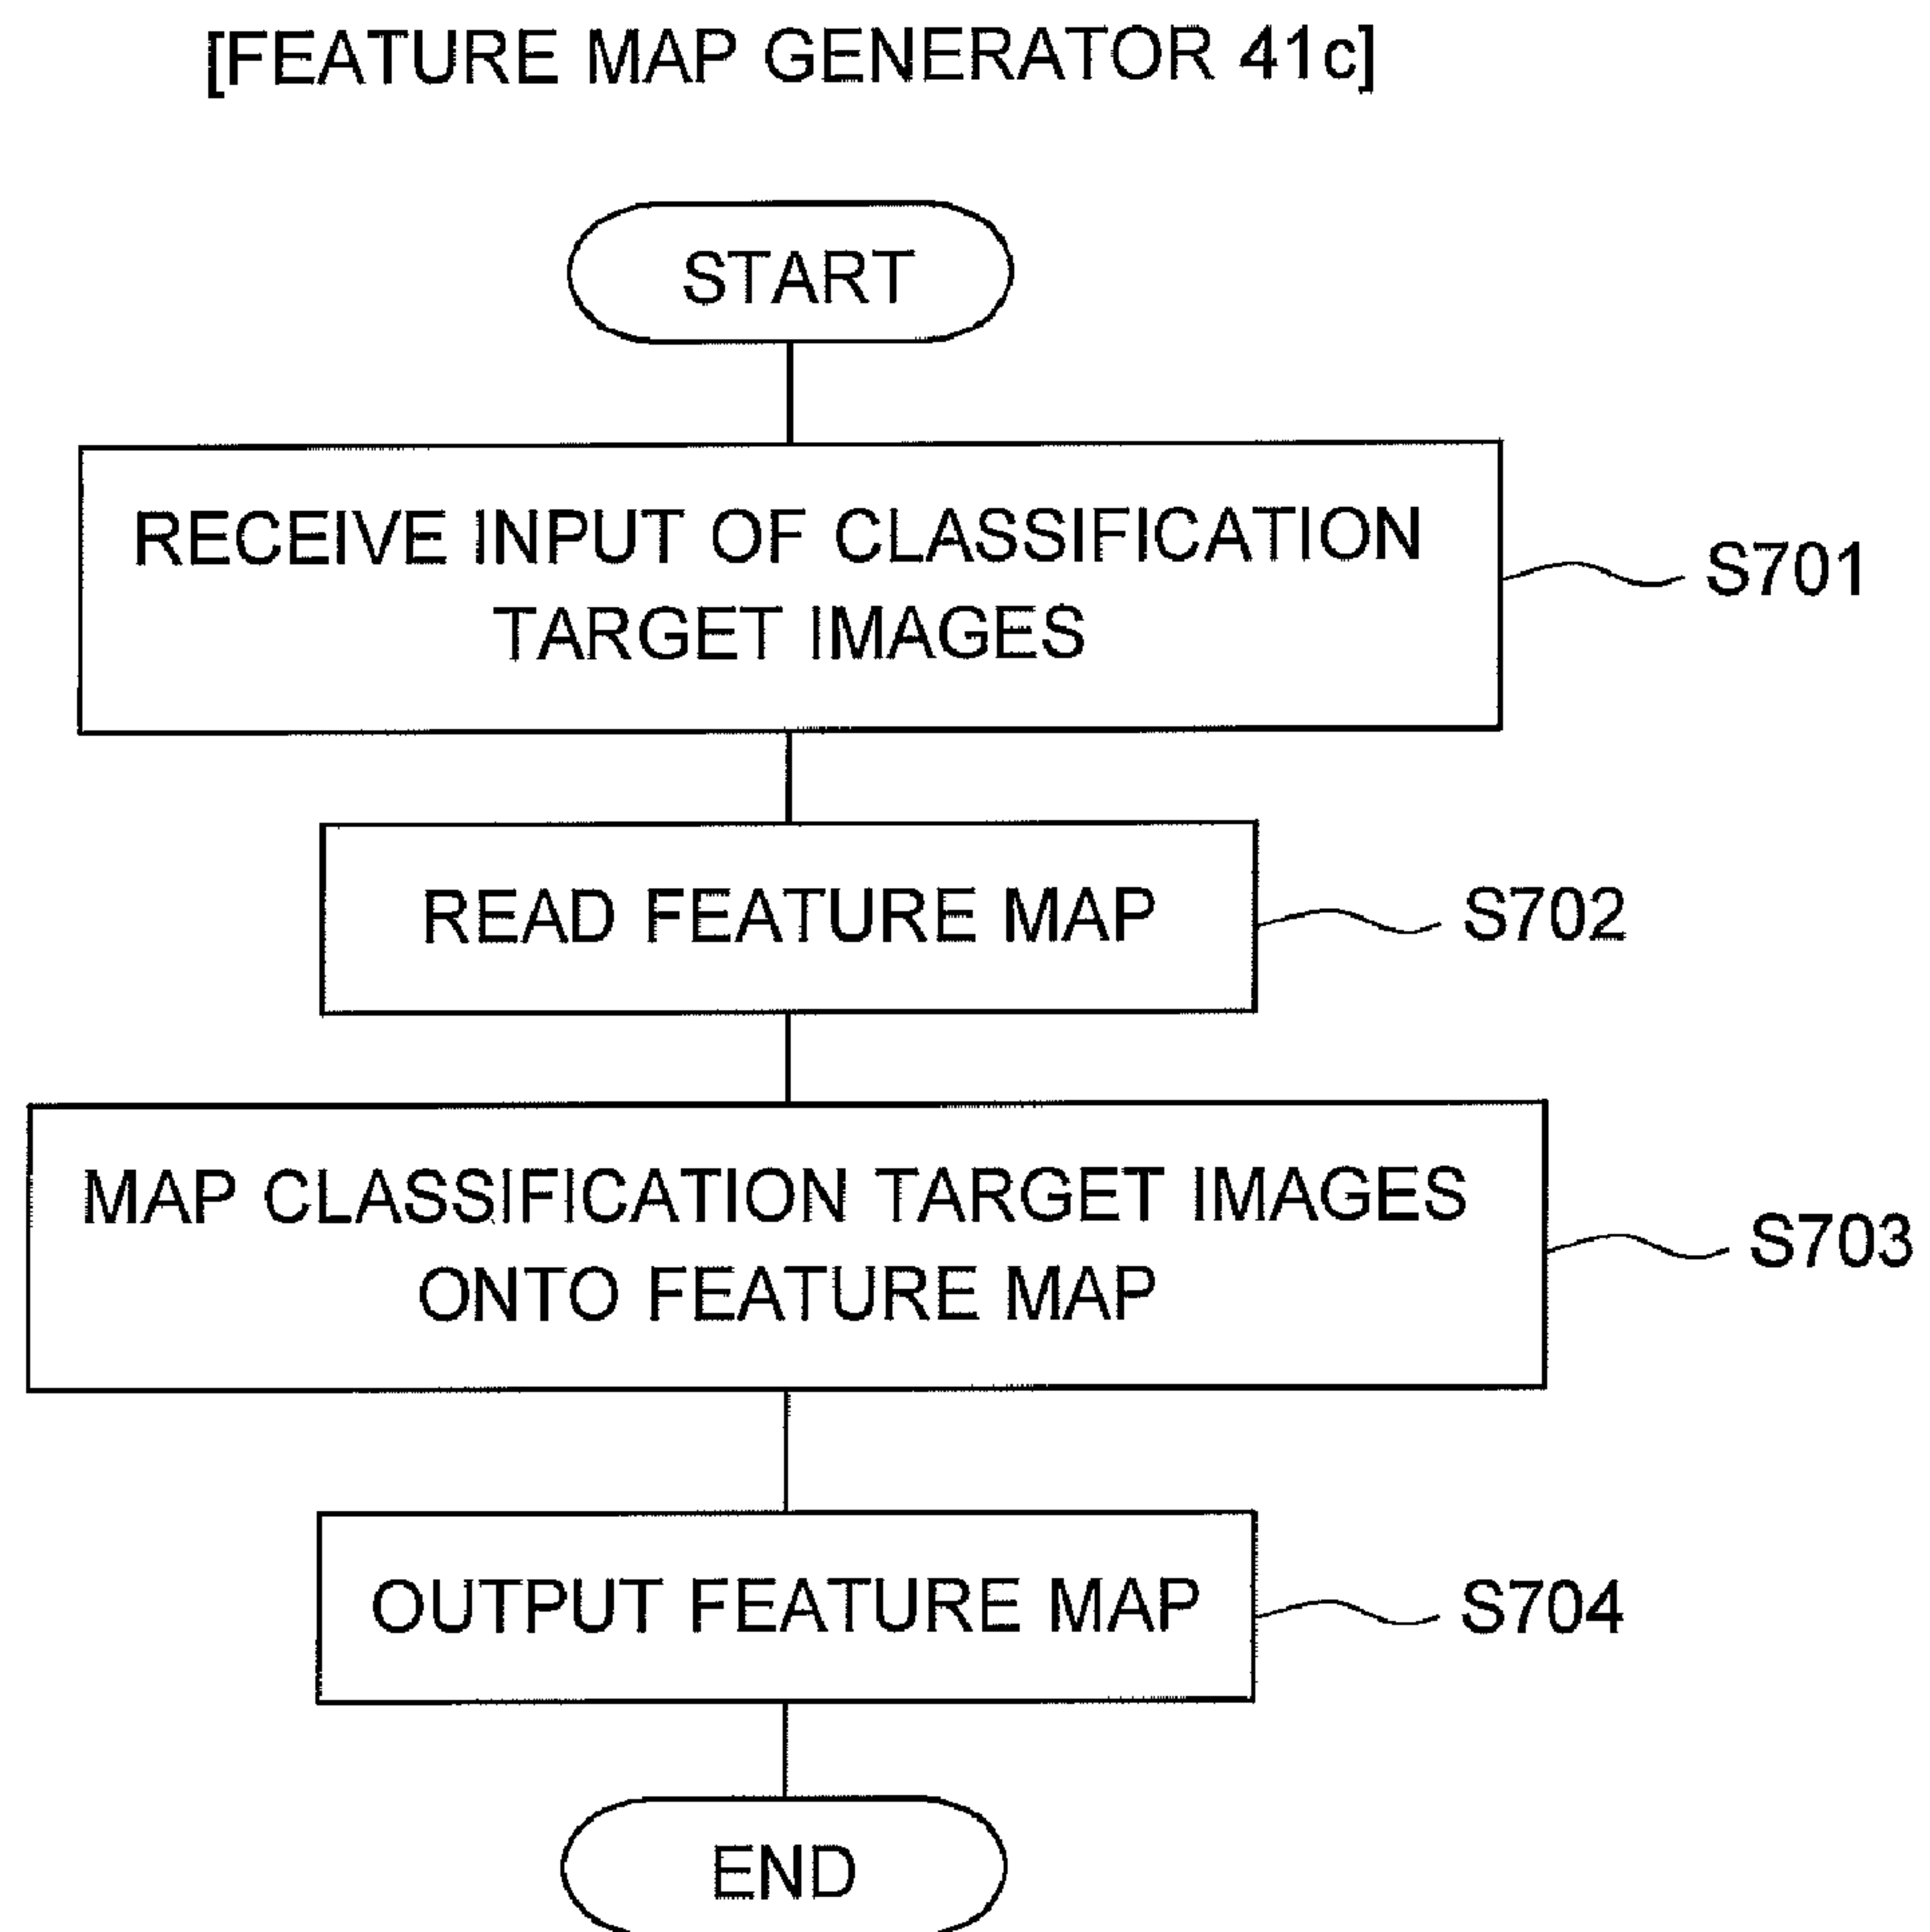 [FEATURE MAP GENERATOR 41c]
START
RECEIVE INPUT OF CLASSIFICATION
TARGET IMAGES
S701
READ FEATURE MAP
S702
MAP CLASSIFICATION TARGET IMAGES
ONTO FEATURE MAP
S703
OUTPUT FEATURE MAP
S704
END